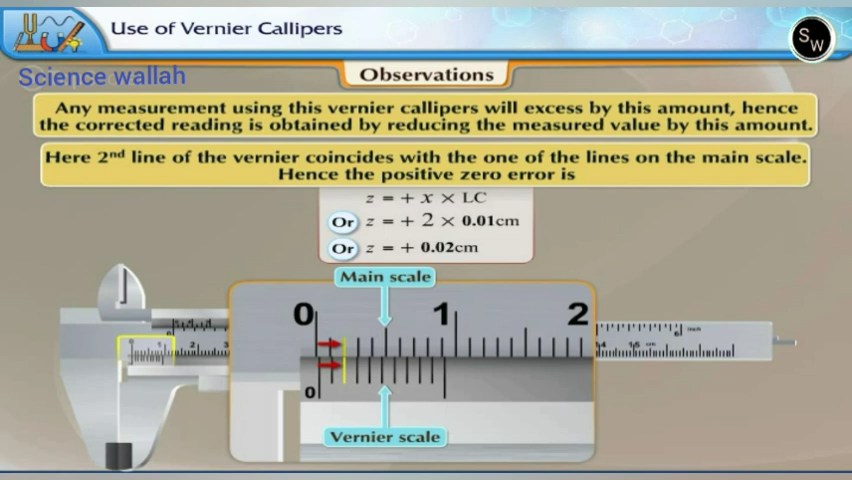 Use of Vernier Callipers
S
W
Science wallah
Observations
Any measurement using this vernier callipers will excess by this amount, hence
the corrected reading is obtained by reducing the measured value by this amount.
Here 2nd line of the vernier coincides with the one of the lines on the main scale.
Hence the positive zero error is
z = + x × LC
Or z = + 2 × 0.01cm
Or z = + 0.02cm
Main scale
0 1 2
0
Vernier scale